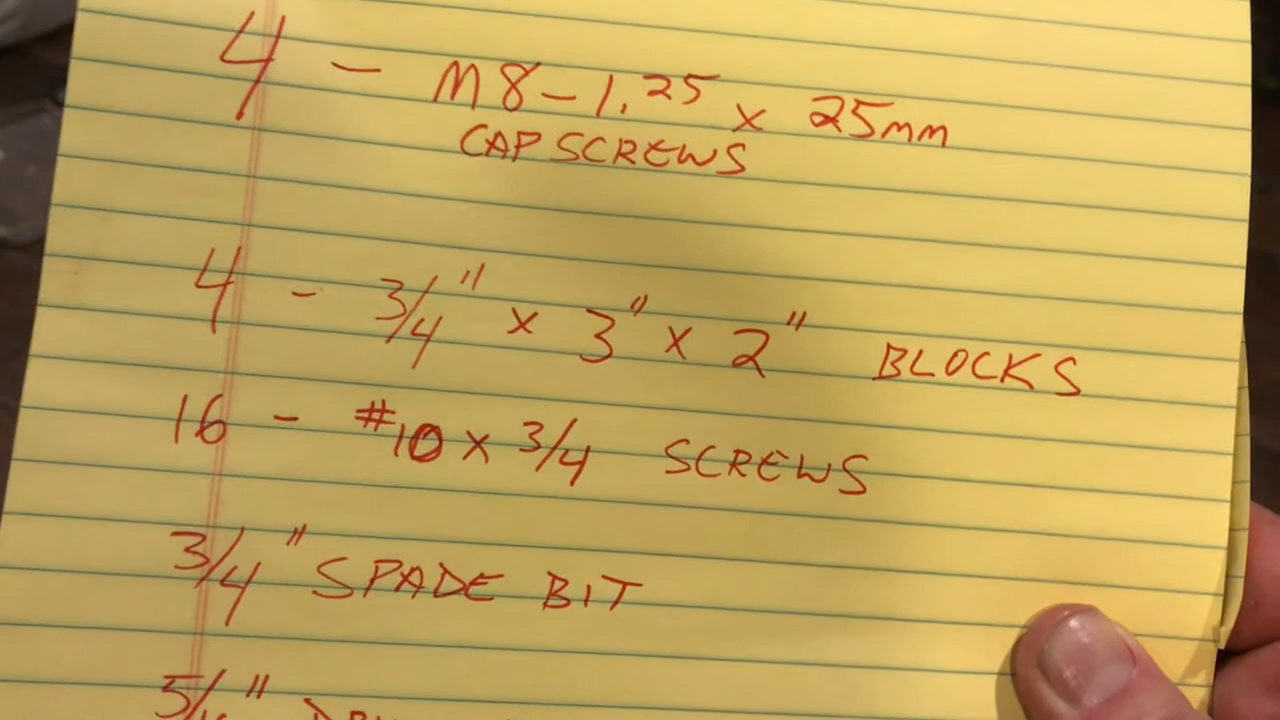 4 - M8-1.25 x 25mm
CAP SCREWS
4 - 3/4" x 3" x 2" BLOCKS
16 - #10 x 3/4 SCREWS
3/4" SPADE BIT